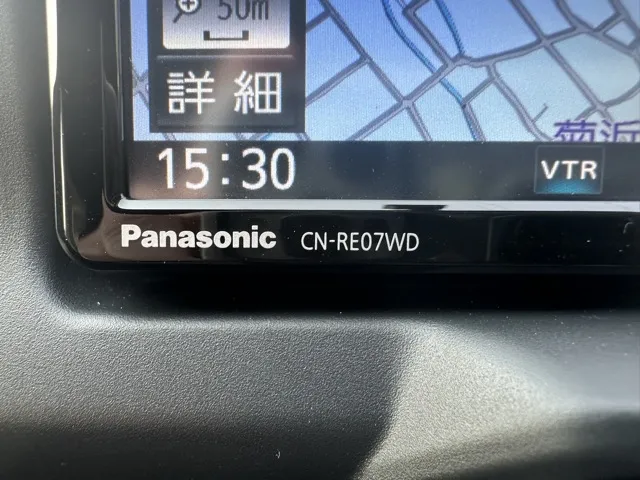 50m
詳細
15:30
VTR
Panasonic CN-RE07WD